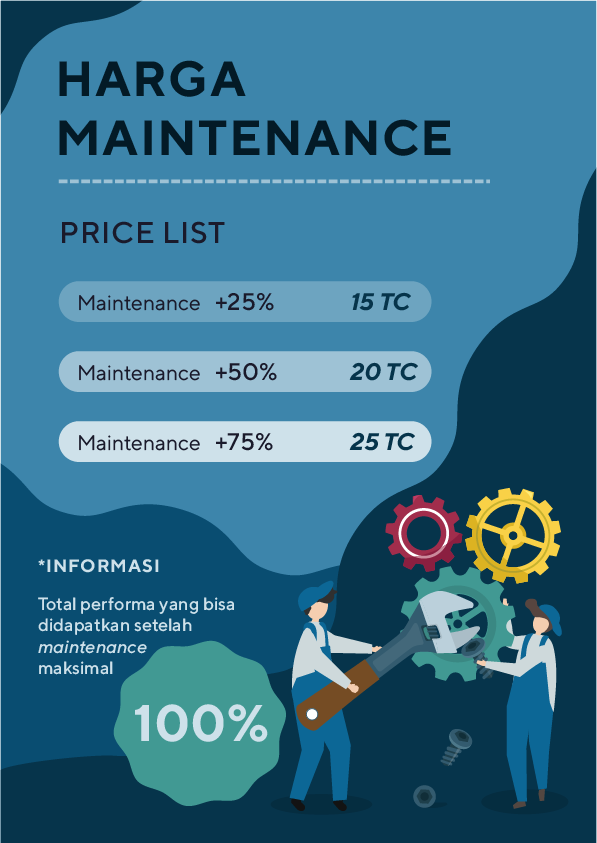 HARGA
MAINTENANCE
PRICE LIST
Maintenance +25% 15 TC
Maintenance +50% 20 TC
Maintenance +75% 25 TC
*INFORMASI
Total performa yang bisa
didapatkan setelah
maintenance
maksimal
100%